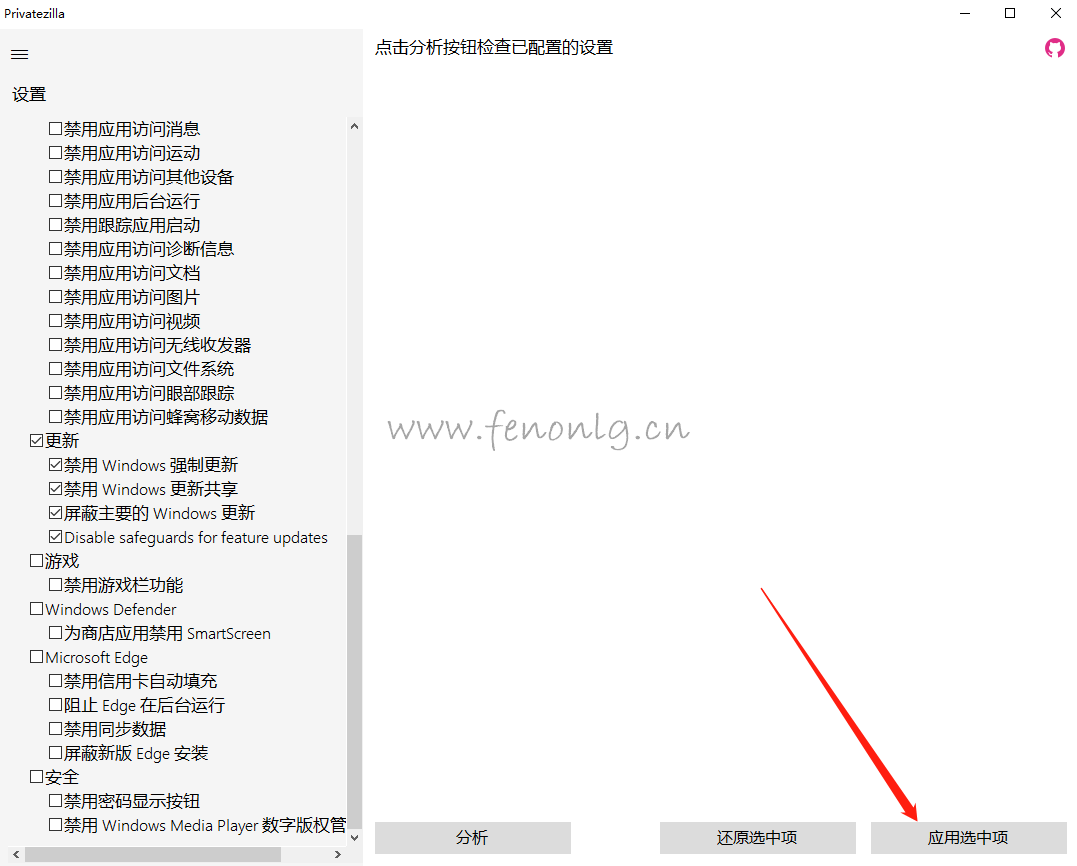 Privatezilla
点击分析按钮检查已配置的设置
设置
禁用应用访问消息
禁用应用访问运动
禁用应用访问其他设备
禁用应用后台运行
禁用跟踪应用启动
禁用应用访问诊断信息
禁用应用访问文档
禁用应用访问图片
禁用应用访问视频
禁用应用访问无线收发器
禁用应用访问文件系统
禁用应用访问眼部跟踪
禁用应用访问蜂窝移动数据
更新
禁用 Windows 强制更新
禁用 Windows 更新共享
屏蔽主要的 Windows 更新
Disable safeguards for feature updates
游戏
禁用游戏栏功能
Windows Defender
为商店应用禁用 SmartScreen
Microsoft Edge
禁用信用卡自动填充
阻止 Edge 在后台运行
禁用同步数据
屏蔽新版 Edge 安装
安全
禁用密码显示按钮
禁用 Windows Media Player 数字版权管
www.fenonlg.cn
分析
还原选中项
应用选中项